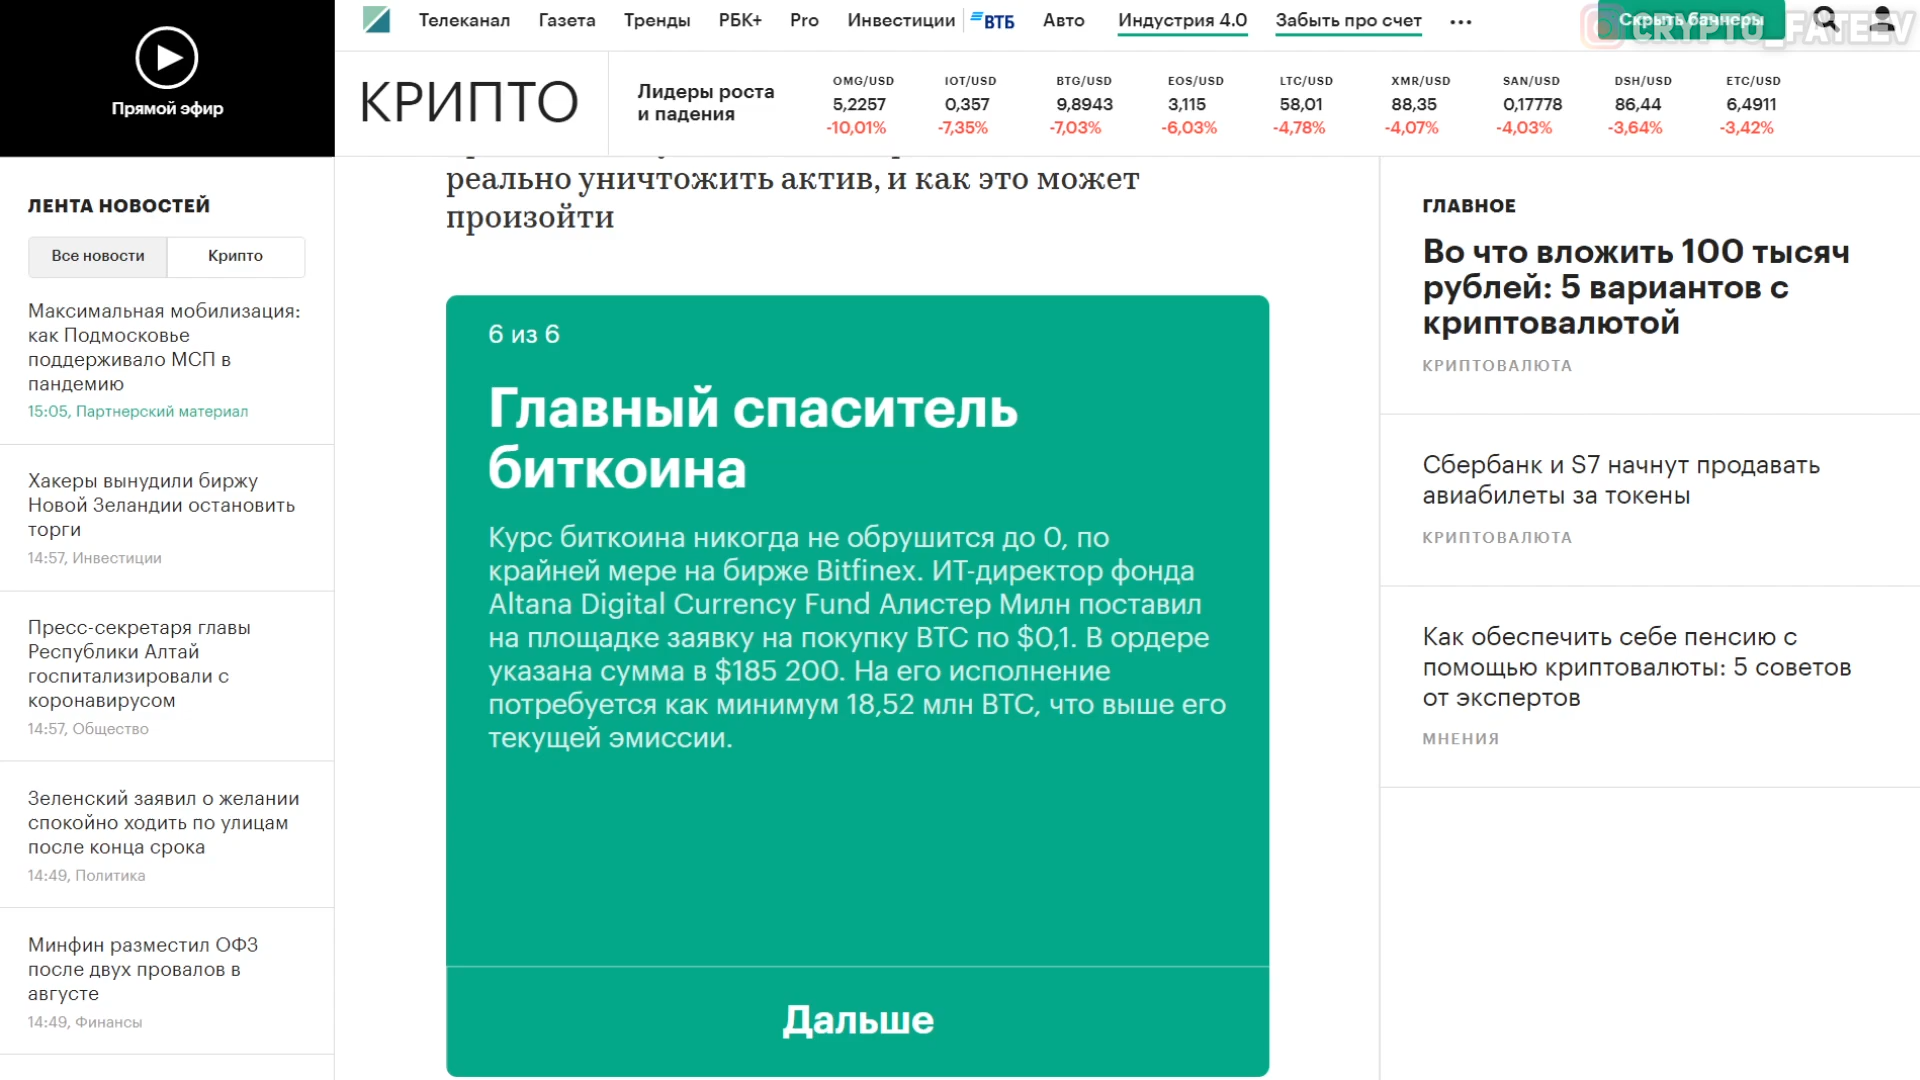 Прямой эфир
Телеканал Газета Тренды РБК+ Pro Инвестиции ВТБ Авто Индустрия 4.0 Забыть про счет ...
Скрыть баннеры
CRYPTO_FATEEV
КРИПТО
Лидеры роста
и падения
OMG/USD IOT/USD BTG/USD EOS/USD LTC/USD XMR/USD SAN/USD DSH/USD ETC/USD
5,2257 0,357 9,8943 3,115 58,01 88,35 0,17778 86,44 6,4911
-10,01% -7,35% -7,03% -6,03% -4,78% -4,07% -4,03% -3,64% -3,42%
ЛЕНТА НОВОСТЕЙ
Все новости Крипто
Максимальная мобилизация:
как Подмосковье
поддерживало МСП в
пандемию
15:05, Партнерский материал
Хакеры вынудили биржу
Новой Зеландии остановить
торги
14:57, Инвестиции
Пресс-секретаря главы
Республики Алтай
госпитализировали с
коронавирусом
14:57, Общество
Зеленский заявил о желании
спокойно ходить по улицам
после конца срока
14:49, Политика
Минфин разместил ОФЗ
после двух провалов в
августе
14:49, Финансы
реально уничтожить актив, и как это может
произойти
6 из 6
Главный спаситель
биткоина
Курс биткоина никогда не обрушится до 0, по
крайней мере на бирже Bitfinex. ИТ-директор фонда
Altana Digital Currency Fund Алистер Милн поставил
на площадке заявку на покупку BTC по $0,1. В ордере
указана сумма в $185 200. На его исполнение
потребуется как минимум 18,52 млн BTC, что выше его
текущей эмиссии.
Дальше
ГЛАВНОЕ
Во что вложить 100 тысяч
рублей: 5 вариантов с
криптовалютой
КРИПТОВАЛЮТА
Сбербанк и S7 начнут продавать
авиабилеты за токены
КРИПТОВАЛЮТА
Как обеспечить себе пенсию с
помощью криптовалюты: 5 советов
от экспертов
МНЕНИЯ